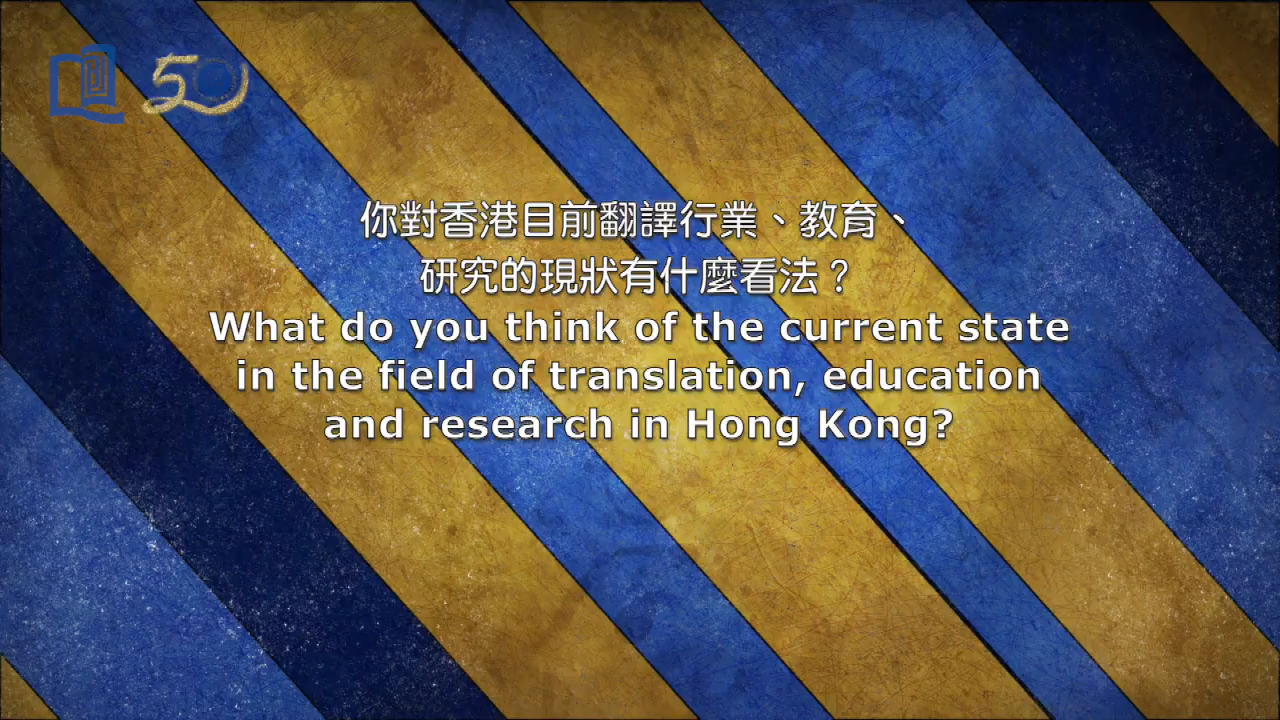 50
你對香港目前翻譯行業、教育、
研究的現狀有什麼看法？
What do you think of the current state
in the field of translation, education
and research in Hong Kong?